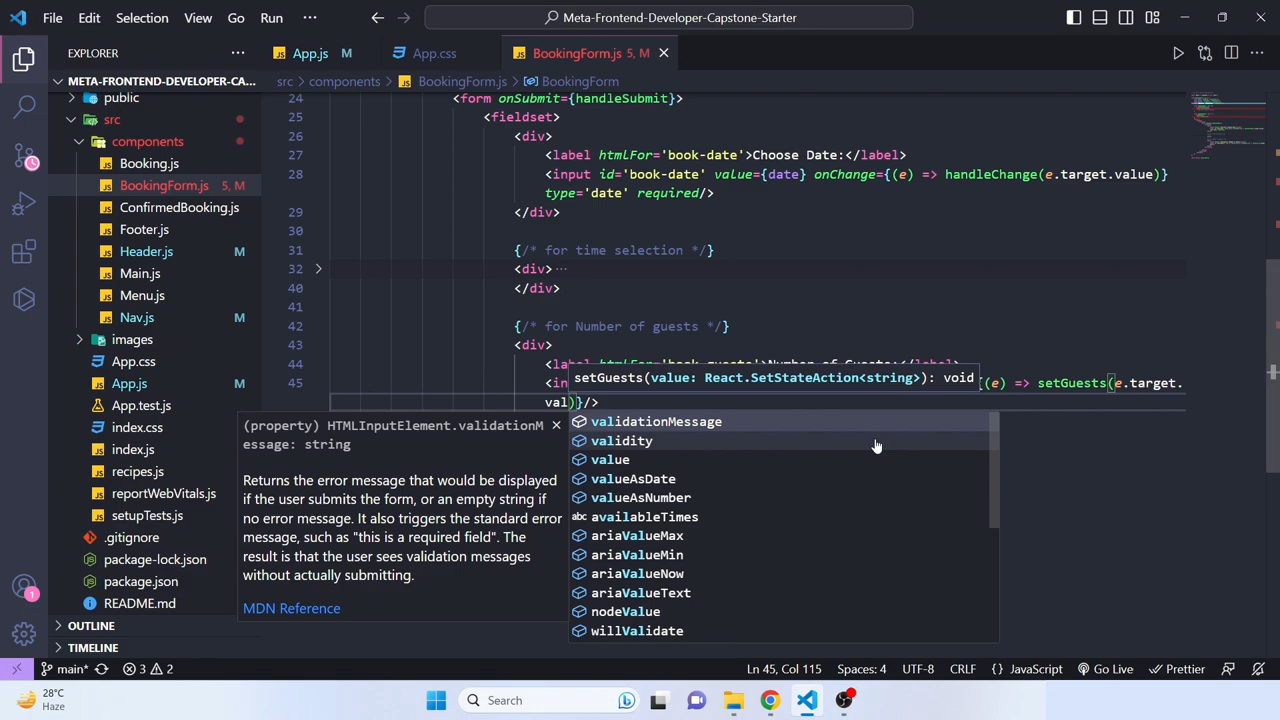 File Edit Selection View Go Run ··· Meta-Frontend-Developer-Capstone-Starter
EXPLORER ···
App.js M App.css BookingForm.js 5, M
META-FRONTEND-DEVELOPER-CA...
src > components > BookingForm.js > BookingForm
public
src
components
Booking.js
BookingForm.js 5, M
ConfirmedBooking.js
Footer.js
Header.js M
Main.js
Menu.js
Nav.js M
images
App.css
App.js M
App.test.js
index.css
index.js
recipes.js
reportWebVitals.js
setupTests.js
.gitignore
package-lock.json
package.json
README.md
OUTLINE
TIMELINE
24 <form onSubmit={handleSubmit}>
25 <fieldset>
26 <div>
27 <label htmlFor='book-date'>Choose Date:</label>
28 <input id='book-date' value={date} onChange={(e) => handleChange(e.target.value)}
type='date' required/>
29 </div>
30
31 {/* for time selection */}
32 <div>···
40 </div>
41
42 {/* for Number of guests */}
43 <div>
44 <label htmlFor='book-guests'>Number of Guests:</label>
45 <in {(e) => setGuests(e.target.
val)}/>
setGuests(value: React.SetStateAction<string>): void
(property) HTMLInputElement.validationM
essage: string
Returns the error message that would be displayed
if the user submits the form, or an empty string if
no error message. It also triggers the standard error
message, such as "this is a required field". The
result is that the user sees validation messages
without actually submitting.
MDN Reference
validationMessage
validity
value
valueAsDate
valueAsNumber
abc availableTimes
ariaValueMax
ariaValueMin
ariaValueNow
ariaValueText
nodeValue
willValidate
1
main* 3 2 Ln 45, Col 115 Spaces: 4 UTF-8 CRLF {} JavaScript Go Live Prettier
28°C
Haze
Search